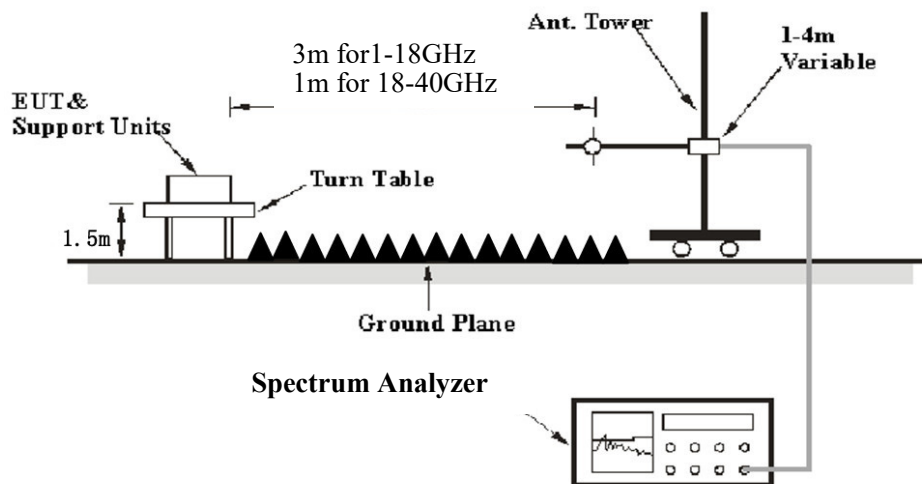 Ant. Tower
1-4m
Variable
3m for1-18GHz
1m for 18-40GHz
EUT&
Support Units
Turn Table
1.5m
Ground Plane
Spectrum Analyzer